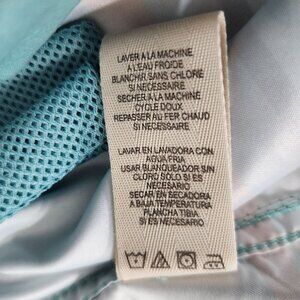 LAVER A LA MACHINE
A L'EAU FROIDE
BLANCHIR SANS CHLORE
SI NECESSAIRE
SECHER A LA MACHINE
CYCLE DOUX
REPASSER AU FER CHAUD
SI NECESSAIRE
LAVAR EN LAVADORA CON
AGUA FRIA
USAR BLANQUEADOR SIN
CLORO SOLO SI ES
NECESARIO
SECAR EN SECADORA
A BAJA TEMPERATURA
PLANCHA TIBIA
SI ES NECESARIO